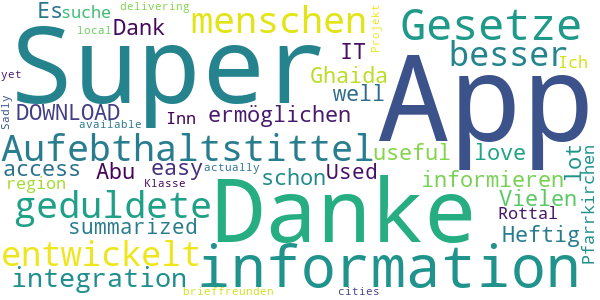 Es suche delivering
local
Dank
menschen
Projekt
Gesetze
Super
App
yet
Sadly
IT
besser
Ich
Ghaida
well
DOWNLOAD
available
Inn
ermöglichen
Aufebthaltstittel
useful
love
lot
Pfarrkirchen
access
Abu
easy
actually
schon
Used
informieren
region
Klasse
Vielen
geduldete
Danke
Rottal
summarized
Heftig
entwickelt
information
integration
brieffreunden
cities